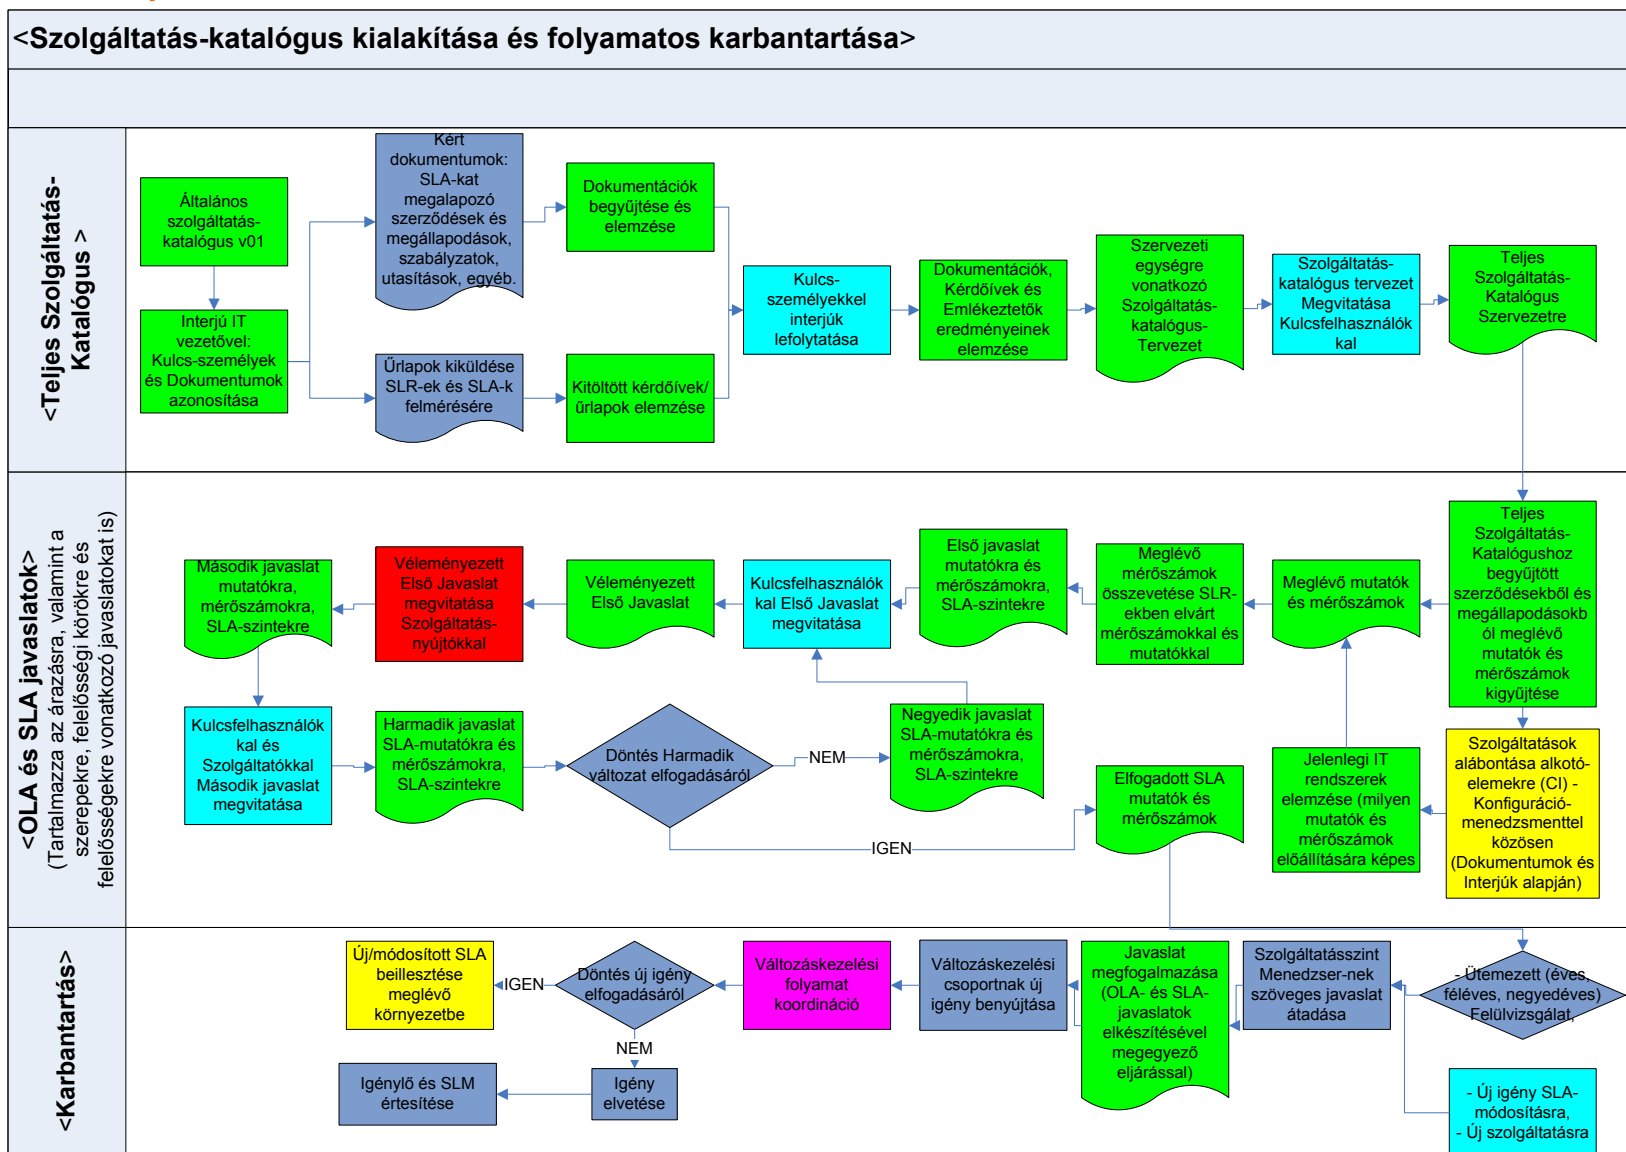 <Szolgáltatás-katalógus kialakítása és folyamatos karbantartása>
<Teljes Szolgáltatás-
Katalógus >
Általános
szolgáltatás-
katalógus v01
Interjú IT
vezetővel:
Kulcs-személyek
és Dokumentumok
azonosítása
Kért
dokumentumok:
SLA-kat
megalapozó
szerződések és
megállapodások,
szabályzatok,
utasítások, egyéb.
Űrlapok kiküldése
SLR-ek és SLA-k
felmérésére
Dokumentációk
begyűjtése és
elemzése
Kitöltött kérdőívek/
űrlapok elemzése
Kulcs-
személyekkel
interjúk
lefolytatása
Dokumentációk,
Kérdőívek és
Emlékeztetők
eredményeinek
elemzése
Szervezeti
egységre
vonatkozó
Szolgáltatás-
katalógus-
Tervezet
Szolgáltatás-
katalógus tervezet
Megvitatása
Kulcsfelhasználók
kal
Teljes
Szolgáltatás-
Katalógus
Szervezetre
<OLA és SLA javaslatok>
(Tartalmazza az árazásra, valamint a
szerepekre, felelősségi körökre és
felelősségekre vonatkozó javaslatokat is)
Második javaslat
mutatókra,
mérőszámokra,
SLA-szintekre
Véleményezett
Első Javaslat
megvitatása
Szolgáltatás-
nyújtókkal
Véleményezett
Első Javaslat
Kulcsfelhasználók
kal Első Javaslat
megvitatása
Első javaslat
mutatókra és
mérőszámokra,
SLA-szintekre
Meglévő
mérőszámok
összevetése SLR-
ekben elvárt
mérőszámokkal és
mutatókkal
Meglévő mutatók
és mérőszámok
Teljes
Szolgáltatás-
Katalógushoz
begyűjtött
szerződésekből és
megállapodásokb
ól meglévő
mutatók és
mérőszámok
kigyűjtése
Kulcsfelhasználók
kal és
Szolgáltatókkal
Második javaslat
megvitatása
Harmadik javaslat
SLA-mutatókra és
mérőszámokra,
SLA-szintekre
Döntés Harmadik
változat elfogadásáról
NEM
IGEN
Negyedik javaslat
SLA-mutatókra és
mérőszámokra,
SLA-szintekre
Elfogadott SLA
mutatók és
mérőszámok
Jelenlegi IT
rendszerek
elemzése (milyen
mutatók és
mérőszámok
előállítására képes
Szolgáltatások
alábontása alkotó-
elemekre (CI) -
Konfiguráció-
menedzsmenttel
közösen
(Dokumentumok és
Interjúk alapján)
<Karbantartás>
Új/módosított SLA
beillesztése
meglévő
környezetbe
IGEN
Döntés új igény
elfogadásáról
NEM
Igény
elvetése
Igénylő és SLM
értesítése
Változáskezelési
folyamat
koordináció
Változáskezelési
csoportnak új
igény benyújtása
Javaslat
megfogalmazása
(OLA- és SLA-
javaslatok
elkészítésével
megegyező
eljárással)
Szolgáltatásszint
Menedzser-nek
szöveges javaslat
átadása
- Ütemezett (éves,
féléves, negyedéves)
Felülvizsgálat,
- Új igény SLA-
módosításra,
- Új szolgáltatásra